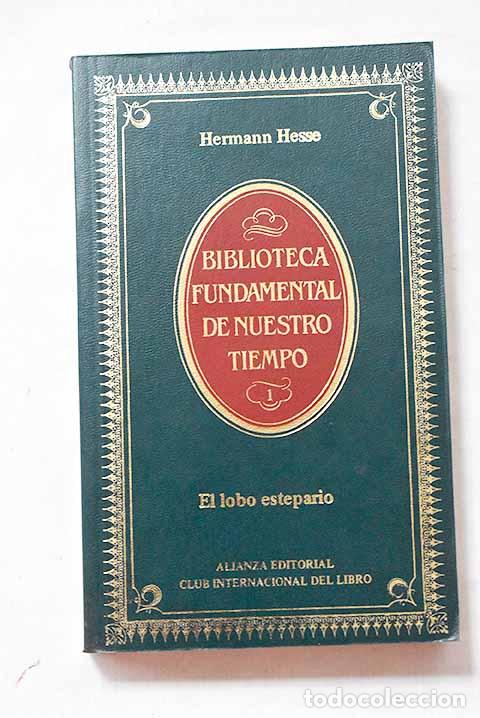 Hermann Hesse
BIBLIOTECA
FUNDAMENTAL
DE NUESTRO
TIEMPO
1
El lobo estepario
ALIANZA EDITORIAL
CLUB INTERNACIONAL DEL LIBRO
todocoleccion